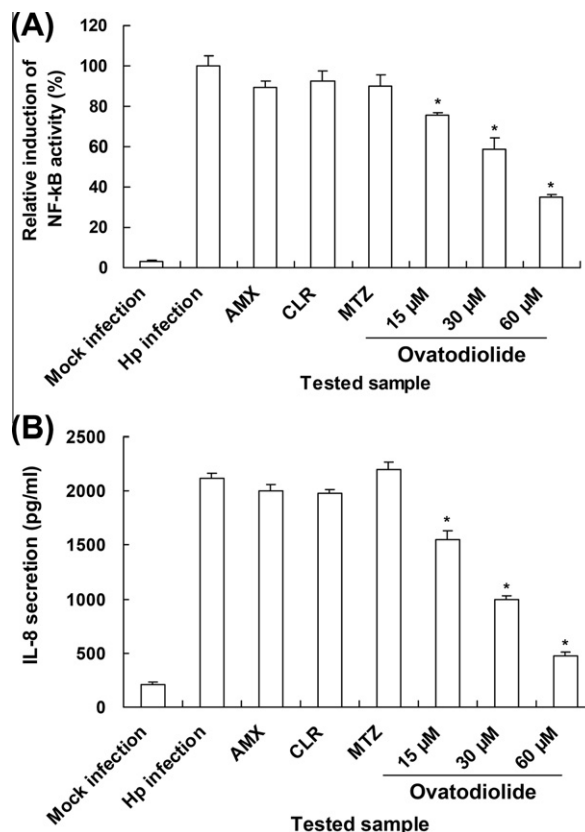 (A)
Relative induction of
NF-kB activity (%)
120
100
80
60
40
20
0
*
*
*
Mock infection
Hp infection
AMX
CLR
MTZ
15 µM
30 µM
60 µM
Ovatodiolide
Tested sample
(B)
IL-8 secretion (pg/ml)
2500
2000
1500
1000
500
0
*
*
*
Mock infection
Hp infection
AMX
CLR
MTZ
15 µM
30 µM
60 µM
Ovatodiolide
Tested sample